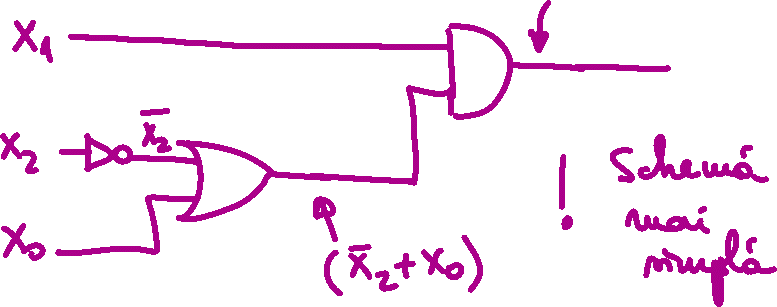 X₁
X₂
x̄₂
X₀
(x̄₂+X₀)
! Schemă
mai
simplă